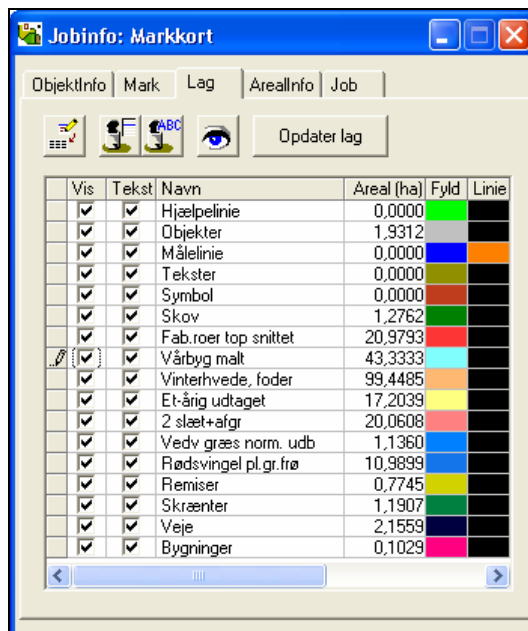 Jobinfo: Markkort
ObjektInfo Mark Lag ArealInfo Job
ABC Opdater lag
Vis Tekst Navn Areal (ha) Fyld Linie
Hjælpelinie 0,0000
Objekter 1,9312
Målelinie 0,0000
Tekster 0,0000
Symbol 0,0000
Skov 1,2762
Fab.roer top snittet 20,9793
Vårbyg malt 43,3333
Vinterhvede, foder 99,4485
Et-årig udtaget 17,2039
2 slæt+afgr 20,0608
Vedv græs norm. udb 1,1360
Rødsvingel pl.gr.frø 10,9899
Remiser 0,7745
Skrænter 1,1907
Veje 2,1559
Bygninger 0,1029